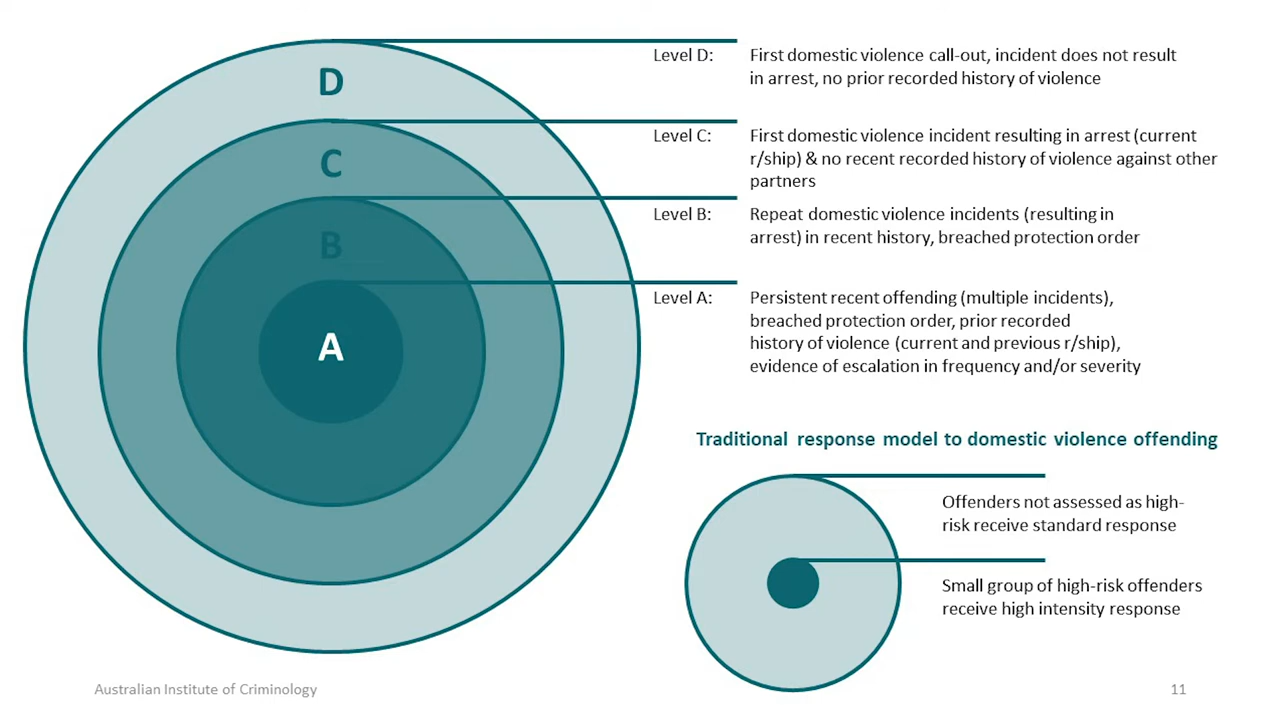 D
C
B
A
Level D: First domestic violence call-out, incident does not result
in arrest, no prior recorded history of violence
Level C: First domestic violence incident resulting in arrest (current
r/ship) & no recent recorded history of violence against other
partners
Level B: Repeat domestic violence incidents (resulting in
arrest) in recent history, breached protection order
Level A: Persistent recent offending (multiple incidents),
breached protection order, prior recorded
history of violence (current and previous r/ship),
evidence of escalation in frequency and/or severity
Traditional response model to domestic violence offending
Offenders not assessed as high-
risk receive standard response
Small group of high-risk offenders
receive high intensity response
Australian Institute of Criminology
11